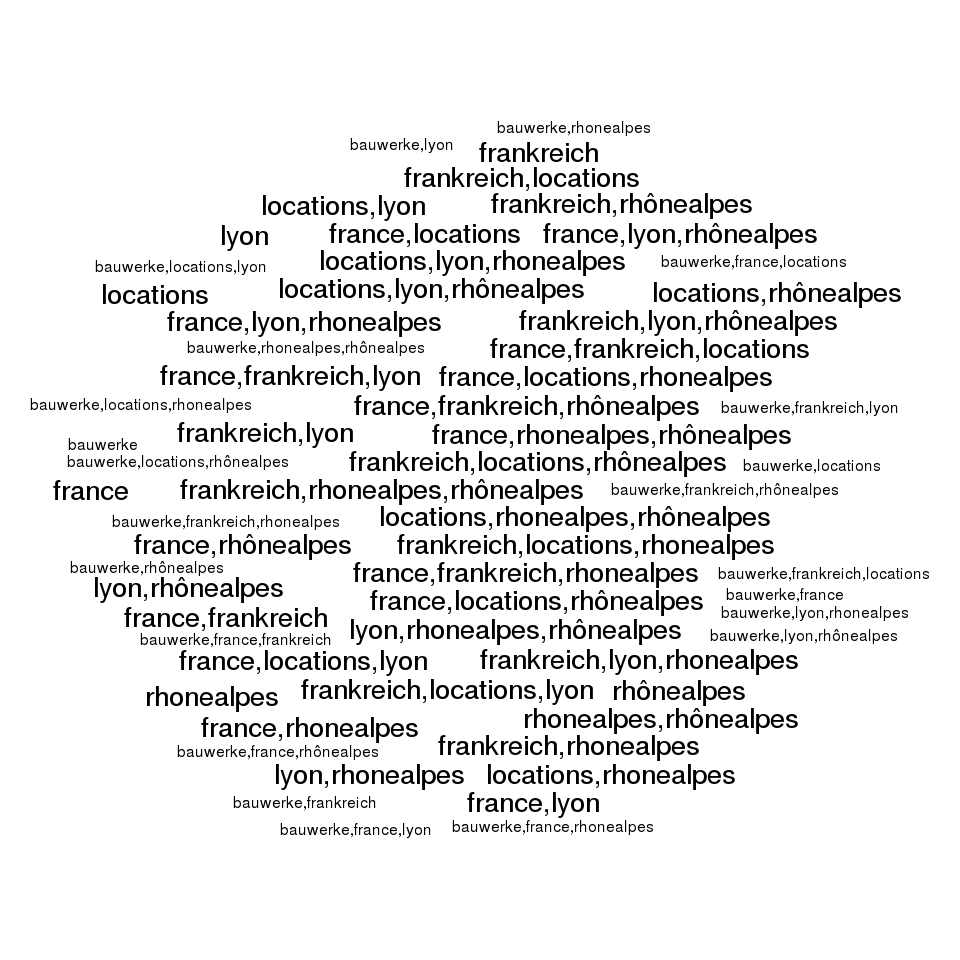 bauwerke,rhonealpes
bauwerke,lyon
frankreich
frankreich,locations
locations,lyon
frankreich,rhônealpes
lyon
france,locations
france,lyon,rhônealpes
bauwerke,locations,lyon
locations,lyon,rhonealpes
bauwerke,france,locations
locations
locations,lyon,rhônealpes
locations,rhônealpes
france,lyon,rhonealpes
frankreich,lyon,rhônealpes
bauwerke,rhonealpes,rhônealpes
france,frankreich,locations
france,frankreich,lyon
france,locations,rhonealpes
bauwerke,locations,rhonealpes
france,frankreich,rhônealpes
bauwerke,frankreich,lyon
frankreich,lyon
france,rhonealpes,rhônealpes
bauwerke
bauwerke,locations,rhônealpes
frankreich,locations,rhônealpes
bauwerke,locations
france
frankreich,rhonealpes,rhônealpes
bauwerke,frankreich,rhônealpes
bauwerke,frankreich,rhonealpes
locations,rhonealpes,rhônealpes
france,rhônealpes
frankreich,locations,rhonealpes
bauwerke,rhônealpes
france,frankreich,rhonealpes
bauwerke,frankreich,locations
lyon,rhônealpes
france,locations,rhônealpes
bauwerke,france
bauwerke,lyon,rhonealpes
france,frankreich
lyon,rhonealpes,rhônealpes
bauwerke,lyon,rhônealpes
bauwerke,france,frankreich
france,locations,lyon
frankreich,lyon,rhonealpes
rhonealpes
frankreich,locations,lyon
rhônealpes
france,rhonealpes
rhonealpes,rhônealpes
bauwerke,france,rhônealpes
frankreich,rhonealpes
lyon,rhonealpes
locations,rhonealpes
bauwerke,frankreich
france,lyon
bauwerke,france,lyon
bauwerke,france,rhonealpes